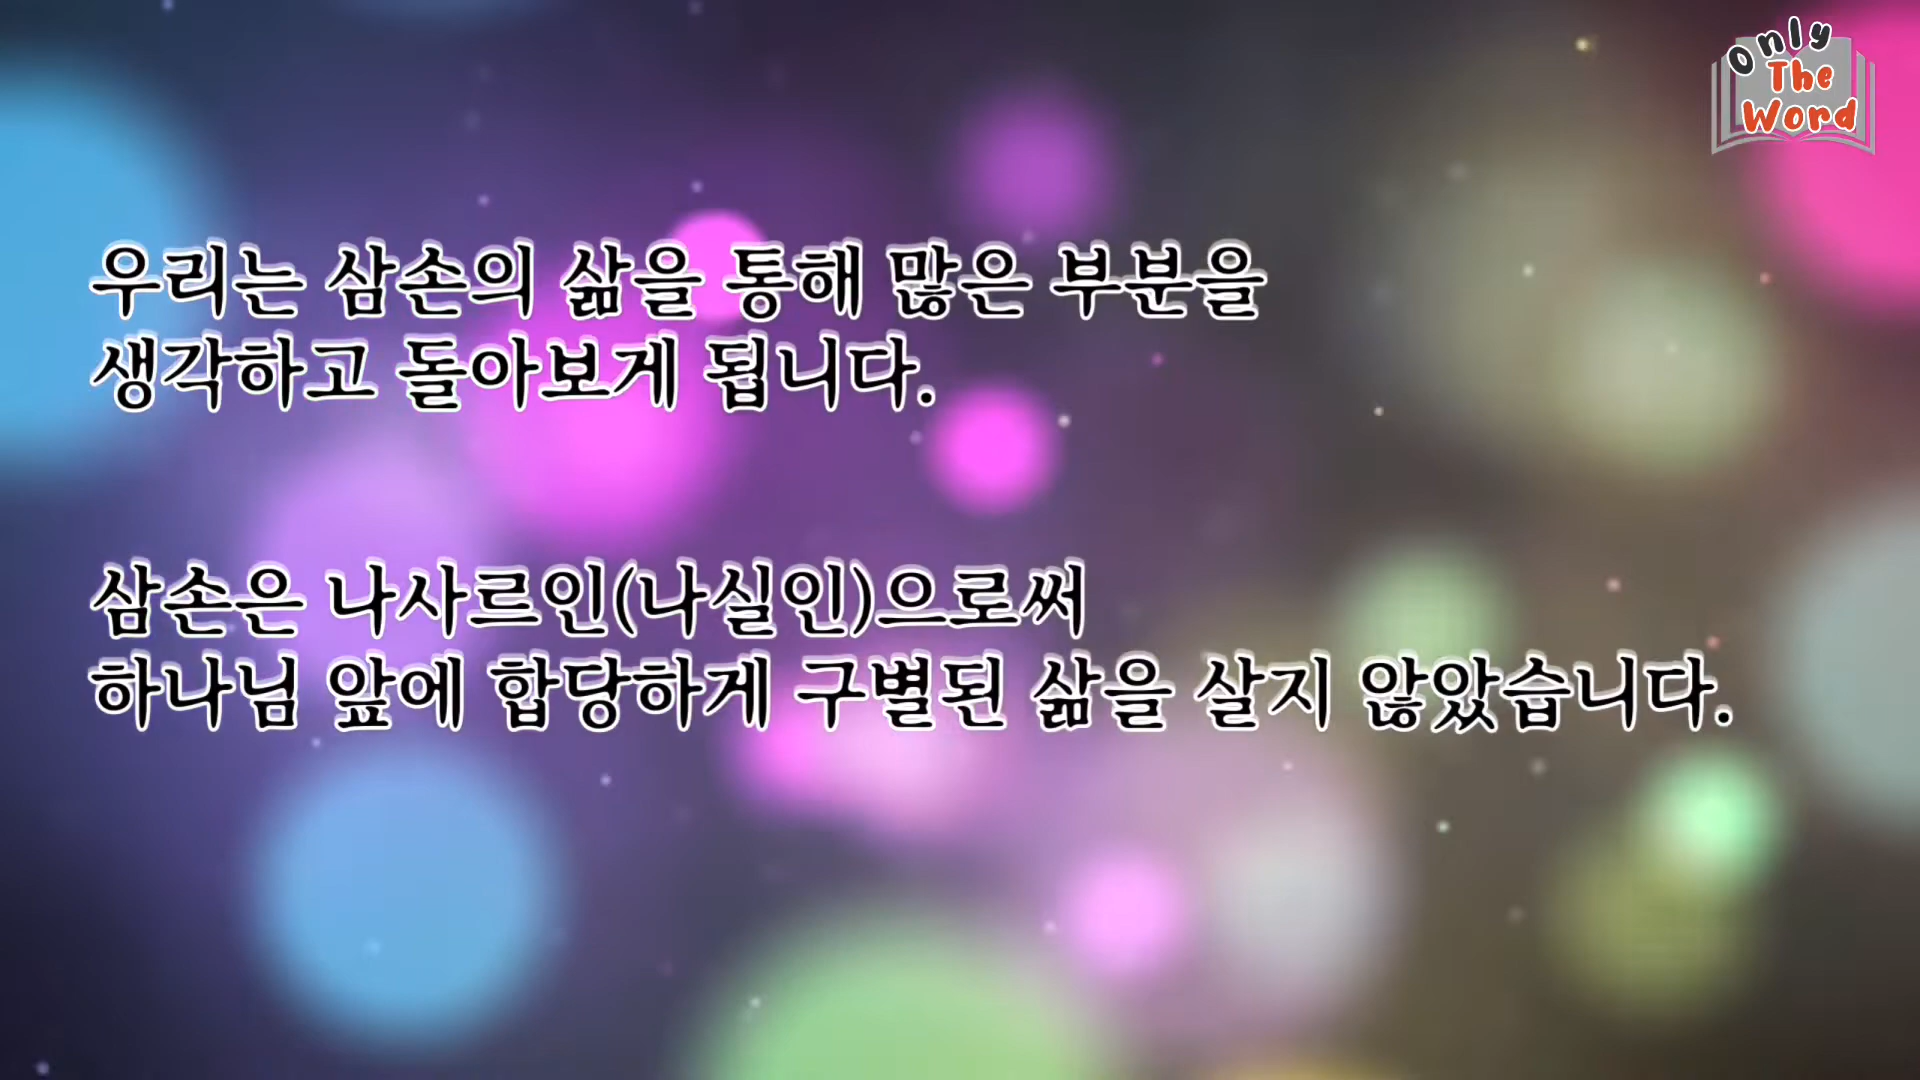 Only
The
Word
우리는 삼손의 삶을 통해 많은 부분을
생각하고 돌아보게 됩니다.
삼손은 나사르인(나실인)으로써
하나님 앞에 합당하게 구별된 삶을 살지 않았습니다.